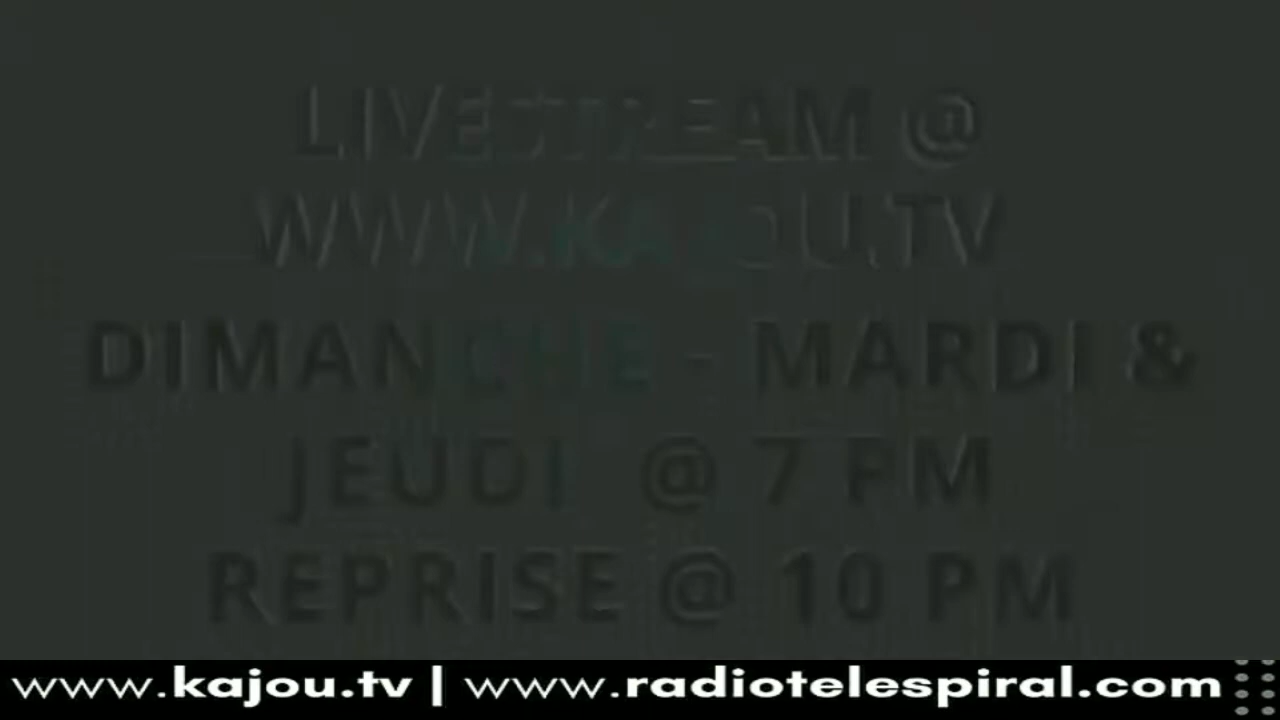 LIVESTREAM @
WWW.KAJOU.TV
DIMANCHE - MARDI &
JEUDI @ 7 PM
REPRISE @ 10 PM
www.kajou.tv | www.radiotelespiral.com